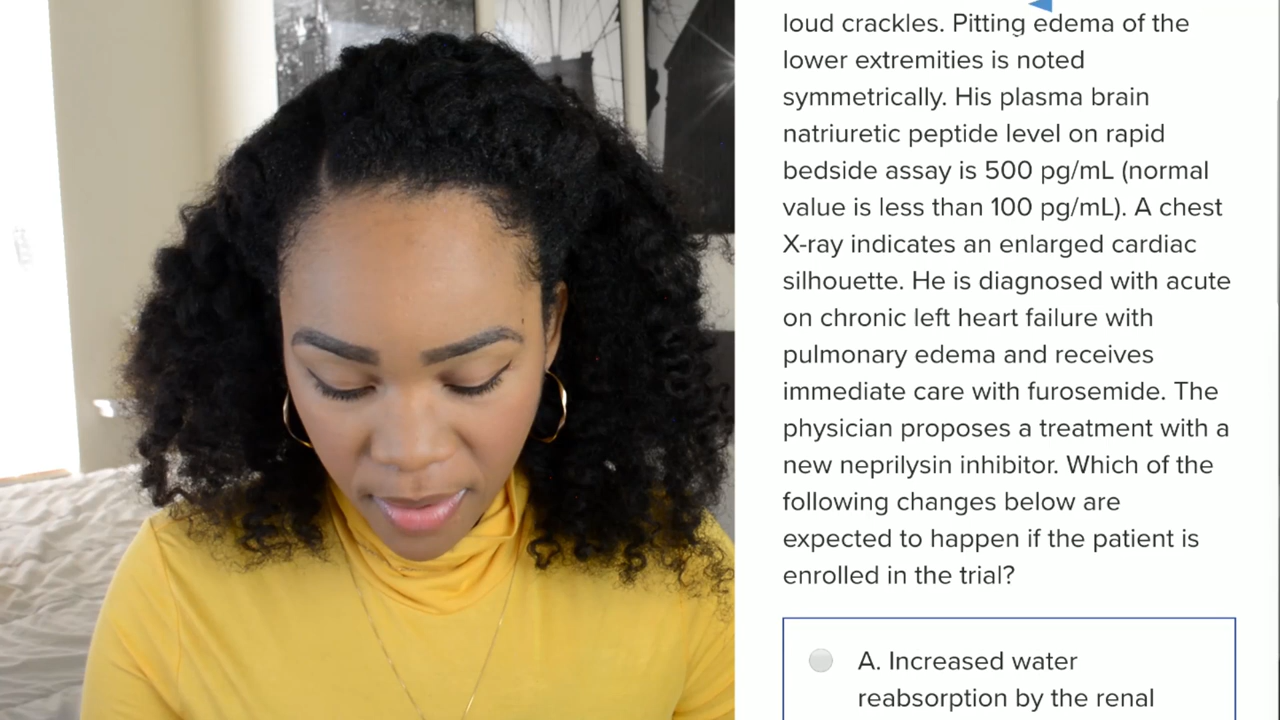 loud crackles. Pitting edema of the
lower extremities is noted
symmetrically. His plasma brain
natriuretic peptide level on rapid
bedside assay is 500 pg/mL (normal
value is less than 100 pg/mL). A chest
X-ray indicates an enlarged cardiac
silhouette. He is diagnosed with acute
on chronic left heart failure with
pulmonary edema and receives
immediate care with furosemide. The
physician proposes a treatment with a
new neprilysin inhibitor. Which of the
following changes below are
expected to happen if the patient is
enrolled in the trial?
A. Increased water
reabsorption by the renal